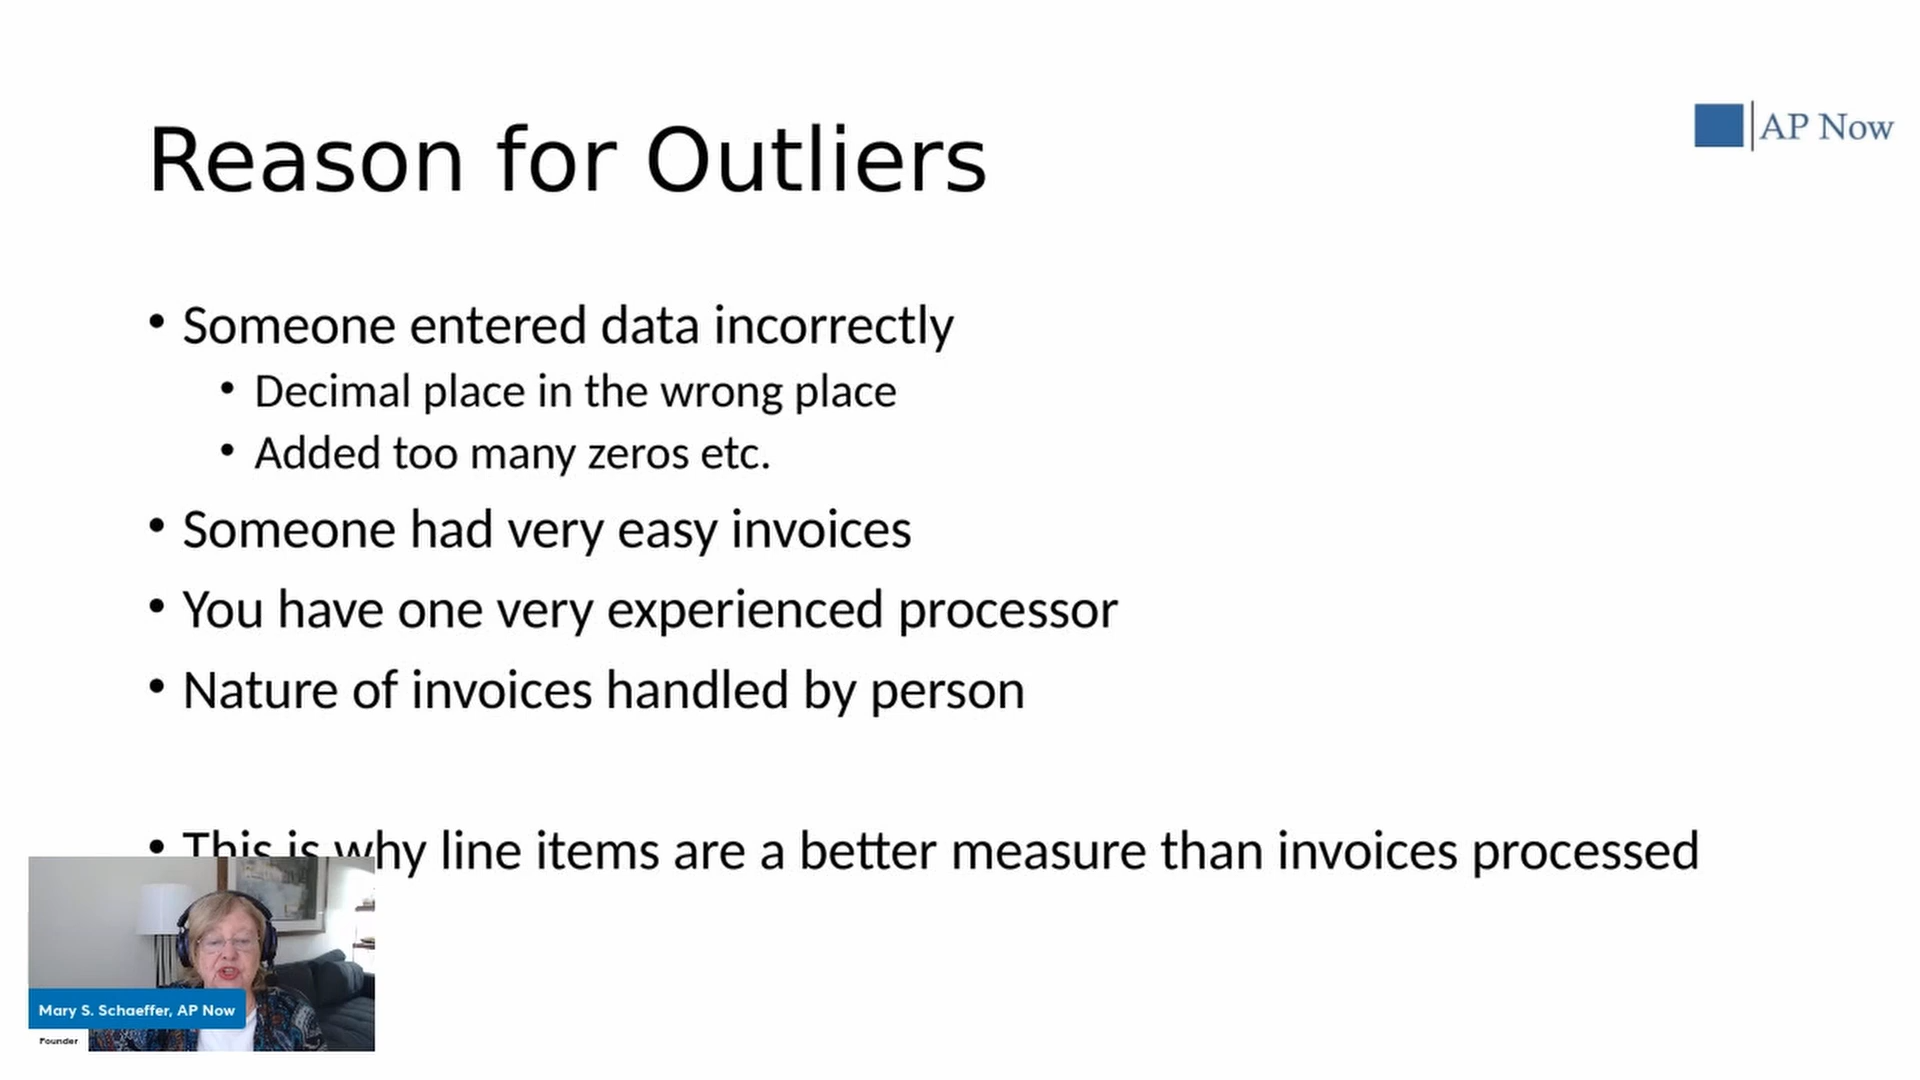 Reason for Outliers
AP Now
• Someone entered data incorrectly
• Decimal place in the wrong place
• Added too many zeros etc.
• Someone had very easy invoices
• You have one very experienced processor
• Nature of invoices handled by person
• This is why line items are a better measure than invoices processed
Mary S. Schaeffer, AP Now
Founder